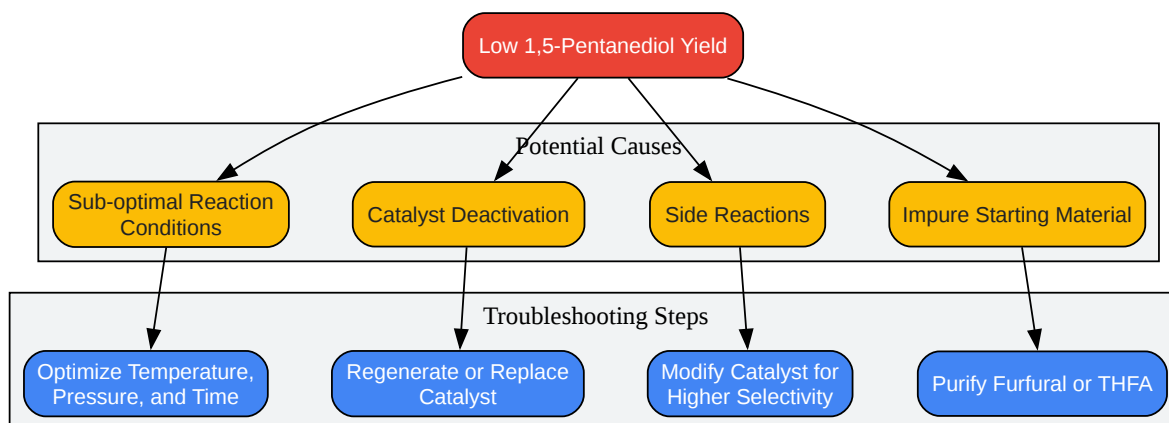 Low 1,5-Pentanediol Yield
Potential Causes
Sub-optimal Reaction
Conditions
Catalyst Deactivation
Side Reactions
Impure Starting Material
Troubleshooting Steps
Optimize Temperature,
Pressure, and Time
Regenerate or Replace
Catalyst
Modify Catalyst for
Higher Selectivity
Purify Furfural or THFA